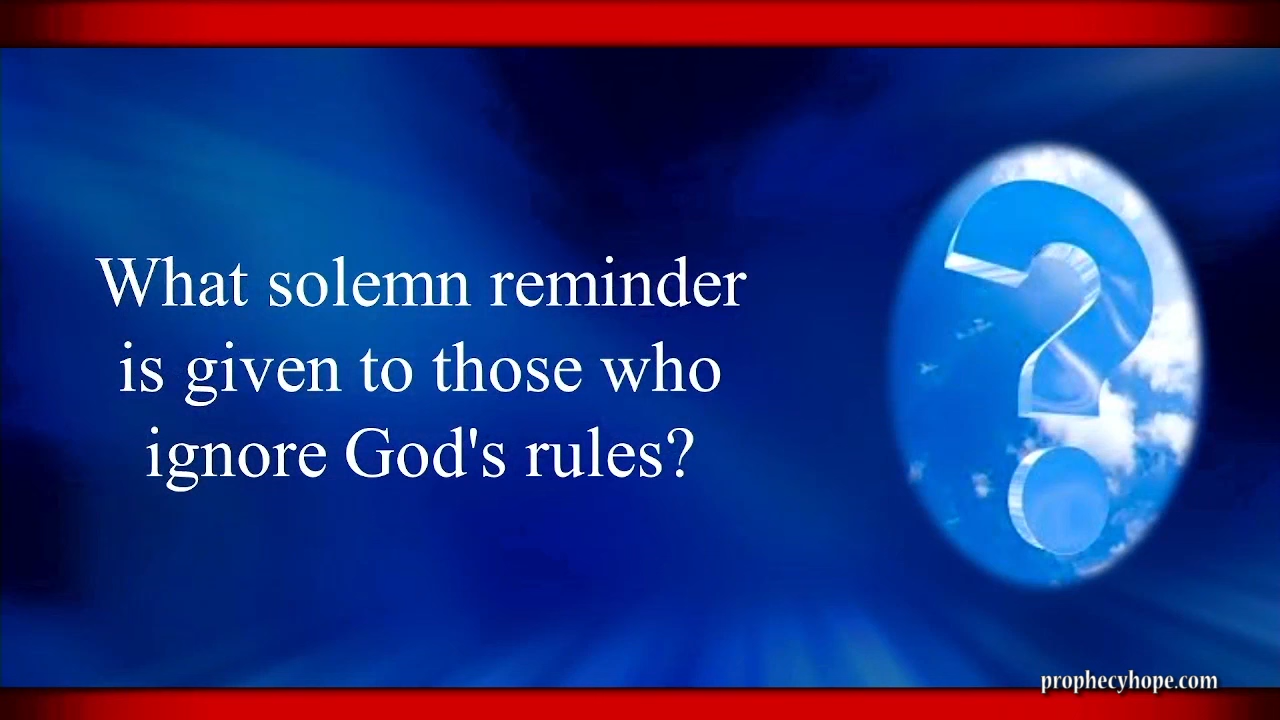 What solemn reminder
is given to those who
ignore God's rules?
prophecyhope.com